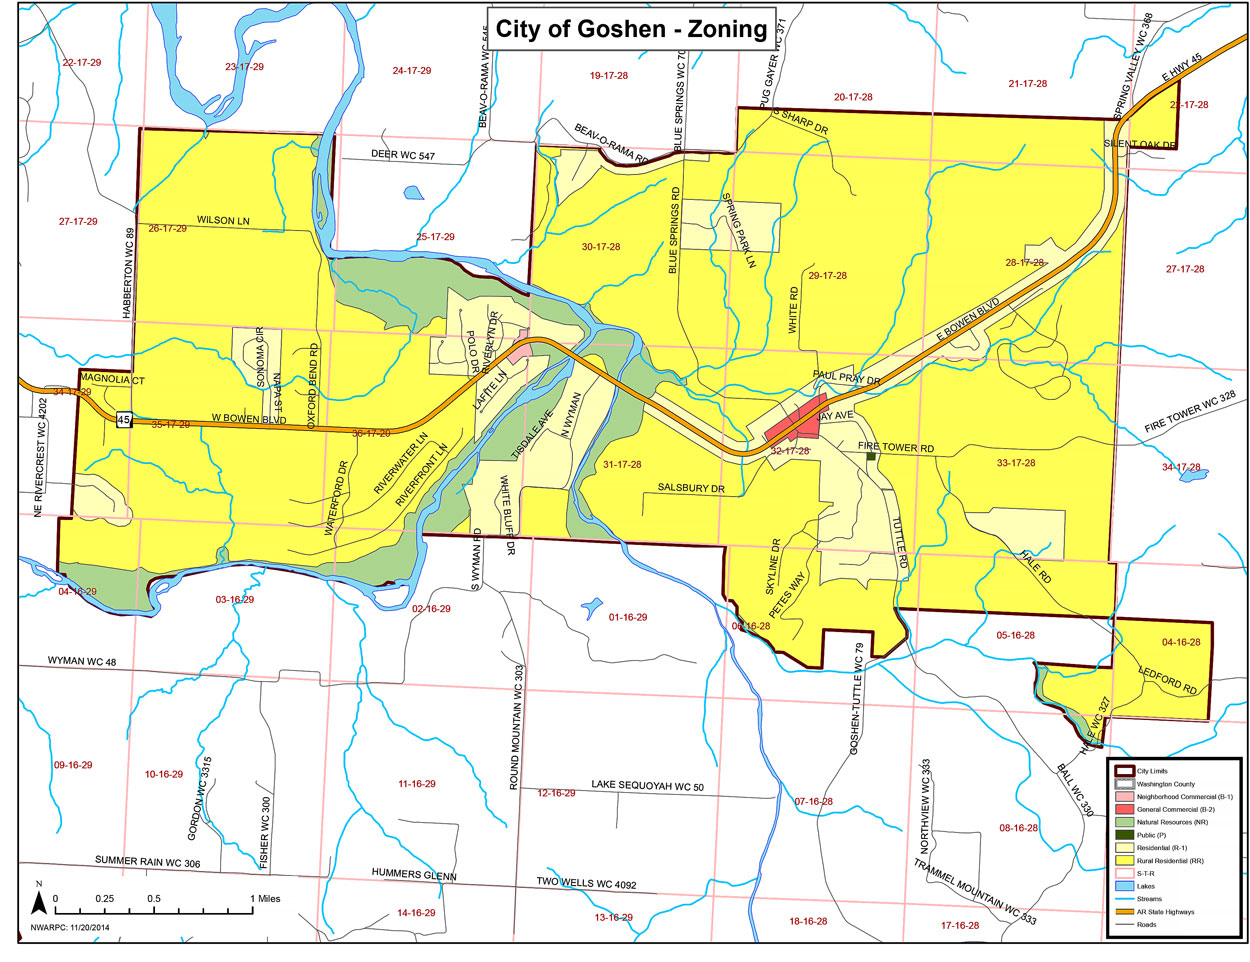 City of Goshen - Zoning
22-17-29
23-17-29
24-17-29
19-17-28
20-17-28
21-17-28
22-17-28
BLUE SPRINGS WC 70
PUG GAYER WC 371
SPRING VALLEY WC 368
E HWY 45
S SHARP DR
BEAV-O-RAMA RD
SILENT OAK DR
DEER WC 547
27-17-29
WILSON LN
26-17-29
25-17-29
30-17-28
BLUE SPRINGS RD
SPRING PARK LN
29-17-28
28-17-28
27-17-28
HABBERTON WC 89
WHITE RD
E BOWEN BLVD
SONOMA CIR
NAPA ST
OXFORD BEND RD
POLO DR
RIVERLYN DR
LAFITE LN
MAGNOLIA CT
34-17-29
45
35-17-29
W BOWEN BLVD
36-17-29
TISDALE AVE
N WYMAN
PAUL PRAY DR
JAY AVE
FIRE TOWER RD
FIRE TOWER WC 328
32-17-28
33-17-28
34-17-28
31-17-28
SALSBURY DR
NE RIVERCREST WC 4202
WATERFORD DR
RIVERWATER LN
RIVERFRONT LN
WHITE BLUFF DR
S WYMAN RD
TUTTLE RD
SKYLINE DR
PETES WAY
HALE RD
04-16-29
03-16-29
02-16-29
01-16-29
06-16-28
05-16-28
04-16-28
WYMAN WC 48
ROUND MOUNTAIN WC 303
GOSHEN-TUTTLE WC 79
LEDFORD RD
HALE WC 327
09-16-29
10-16-29
11-16-29
12-16-29
LAKE SEQUOYAH WC 50
07-16-28
08-16-28
BALL WC 330
GORDON WC 3315
FISHER WC 300
NORTHVIEW WC 333
TRAMMEL MOUNTAIN WC 333
SUMMER RAIN WC 306
HUMMERS GLENN
TWO WELLS WC 4092
14-16-29
13-16-29
18-16-28
17-16-28
City Limits
Washington County
Neighborhood Commercial (B-1)
General Commercial (B-2)
Natural Resources (NR)
Public (P)
Residential (R-1)
Rural Residential (RR)
S-T-R
Lakes
Streams
AR State Highways
Roads
N
0 0.25 0.5 1 Miles
NWARPC: 11/20/2014